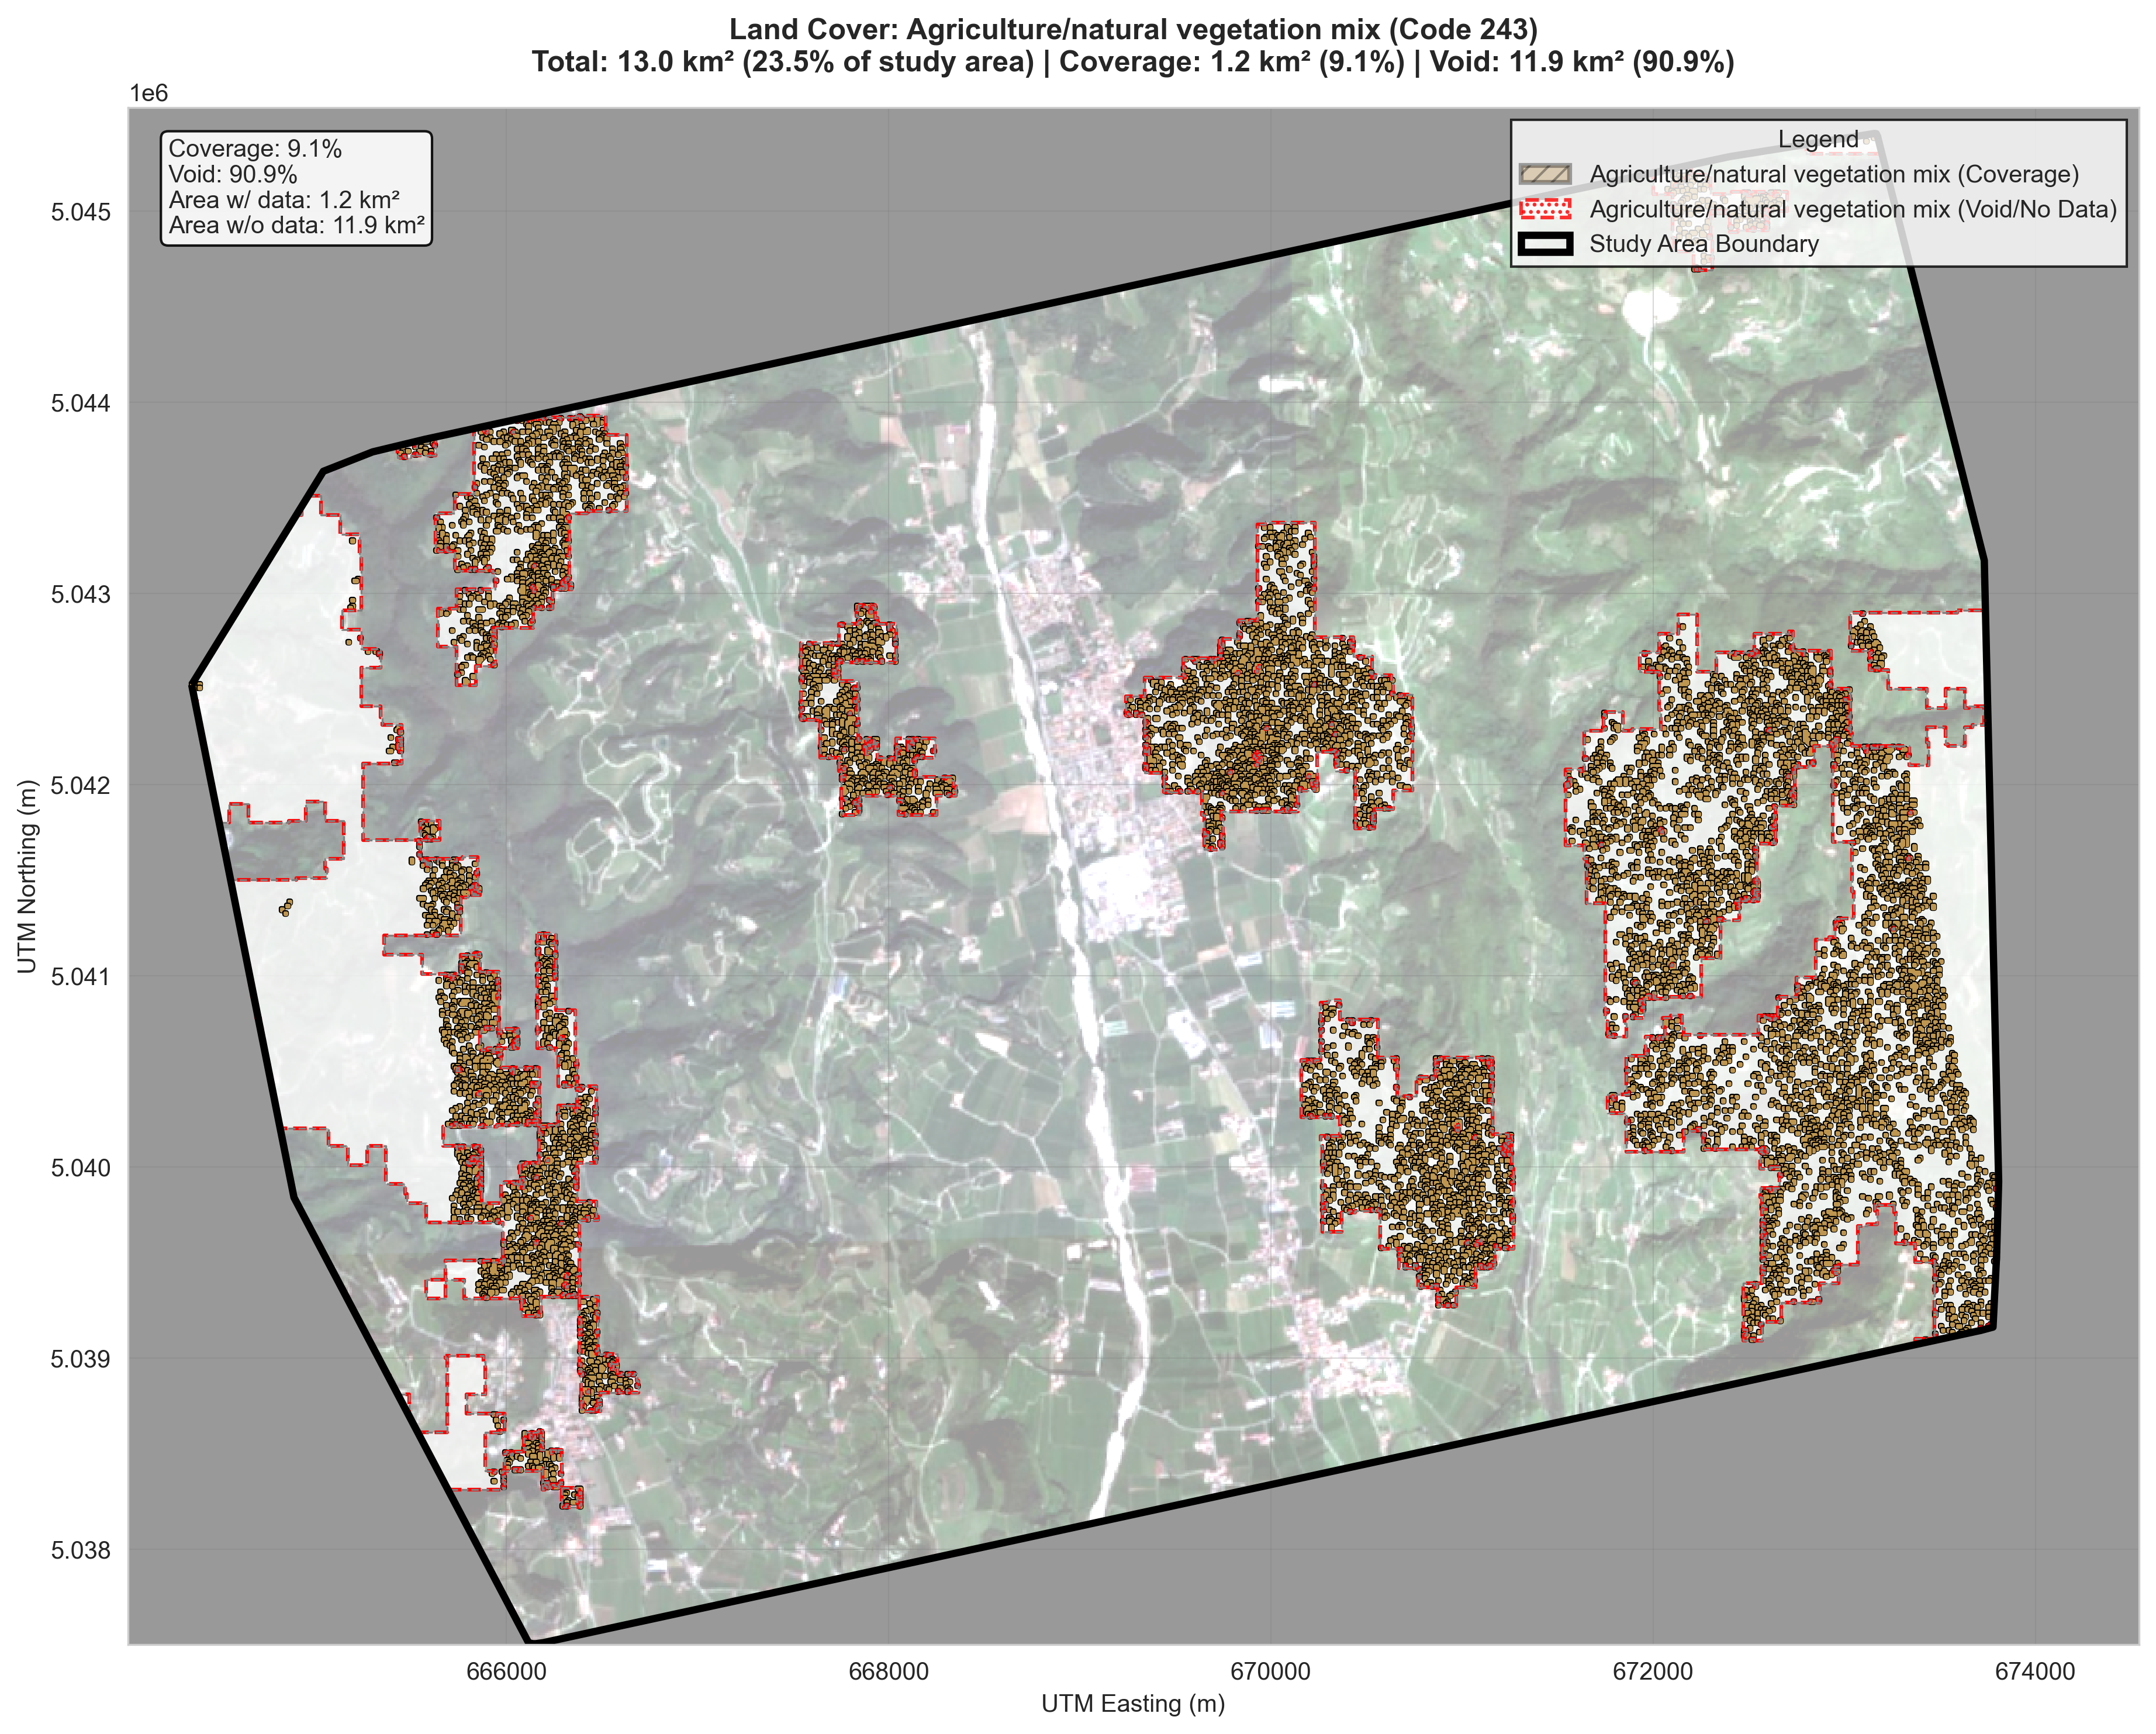 Land Cover: Agriculture/natural vegetation mix (Code 243)
Total: 13.0 km² (23.5% of study area) | Coverage: 1.2 km² (9.1%) | Void: 11.9 km² (90.9%)
1e6
Coverage: 9.1%
Void: 90.9%
Area w/ data: 1.2 km²
Area w/o data: 11.9 km²
Legend
Agriculture/natural vegetation mix (Coverage)
Agriculture/natural vegetation mix (Void/No Data)
Study Area Boundary
5.045
5.044
5.043
5.042
5.041
5.040
5.039
5.038
UTM Northing (m)
666000
668000
670000
672000
674000
UTM Easting (m)